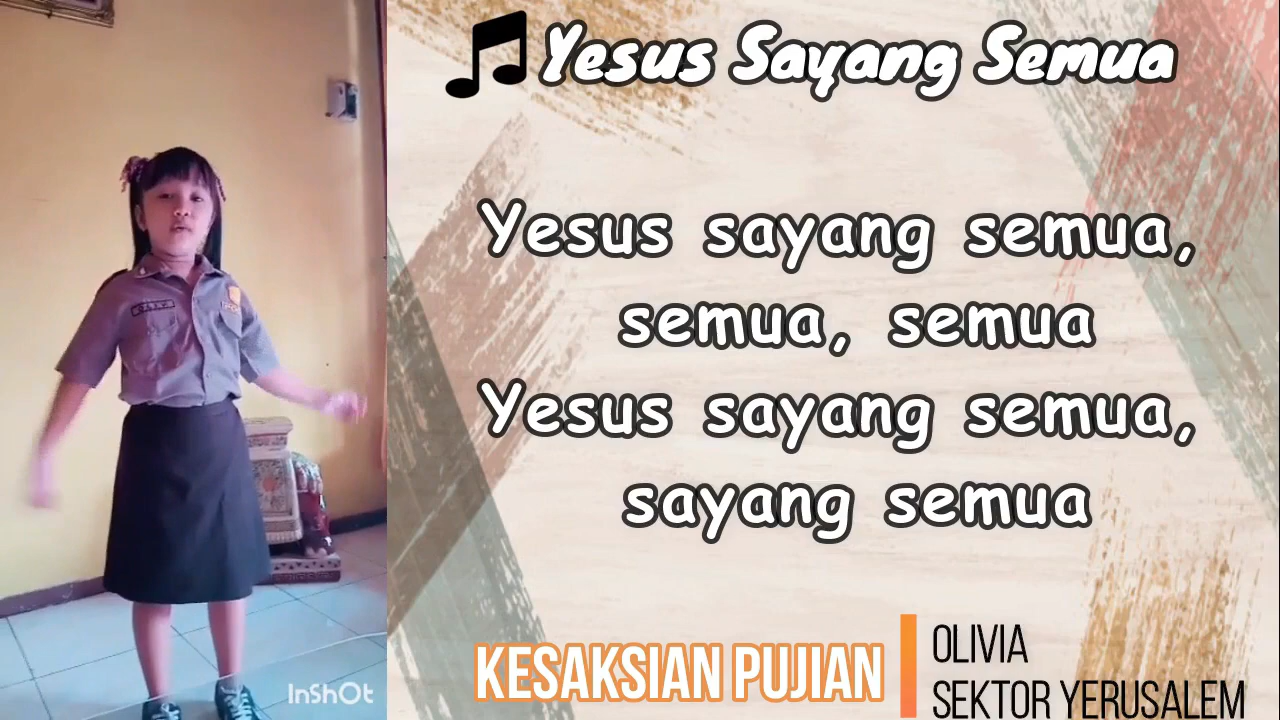 Yesus Sayang Semua
Yesus sayang semua,
semua, semua
Yesus sayang semua,
sayang semua
KESAKSIAN PUJIAN
OLIVIA
SEKTOR YERUSALEM
InShOt